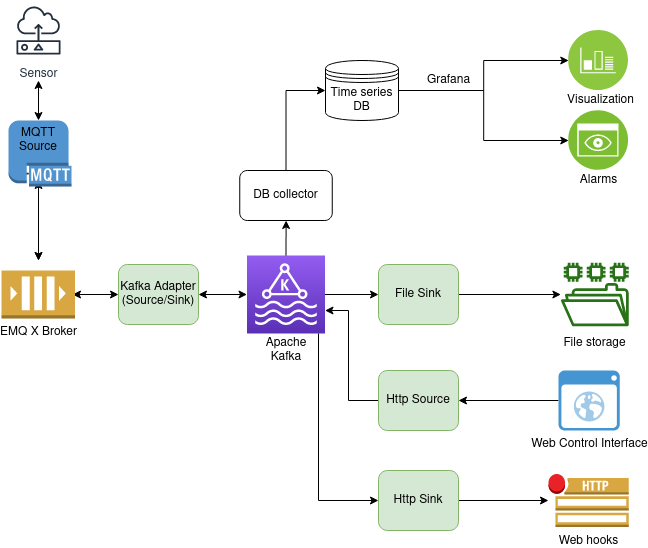 Sensor
MQTT
Source
MQTT
EMQ X Broker
Kafka Adapter
(Source/Sink)
DB collector
Time series
DB
Grafana
Visualization
Alarms
K
Apache
Kafka
File Sink
File storage
Http Source
Web Control Interface
Http Sink
HTTP
Web hooks